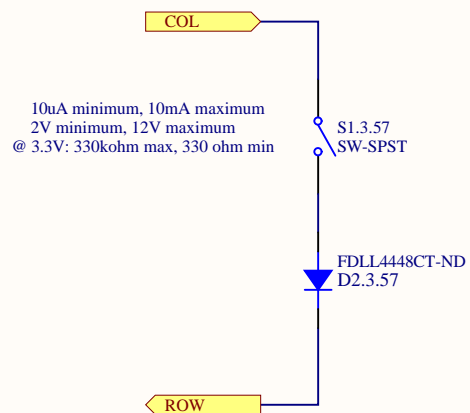 COL
10uA minimum, 10mA maximum
2V minimum, 12V maximum
@ 3.3V: 330kohm max, 330 ohm min
S1.3.57
SW-SPST
FDLL4448CT-ND
D2.3.57
ROW